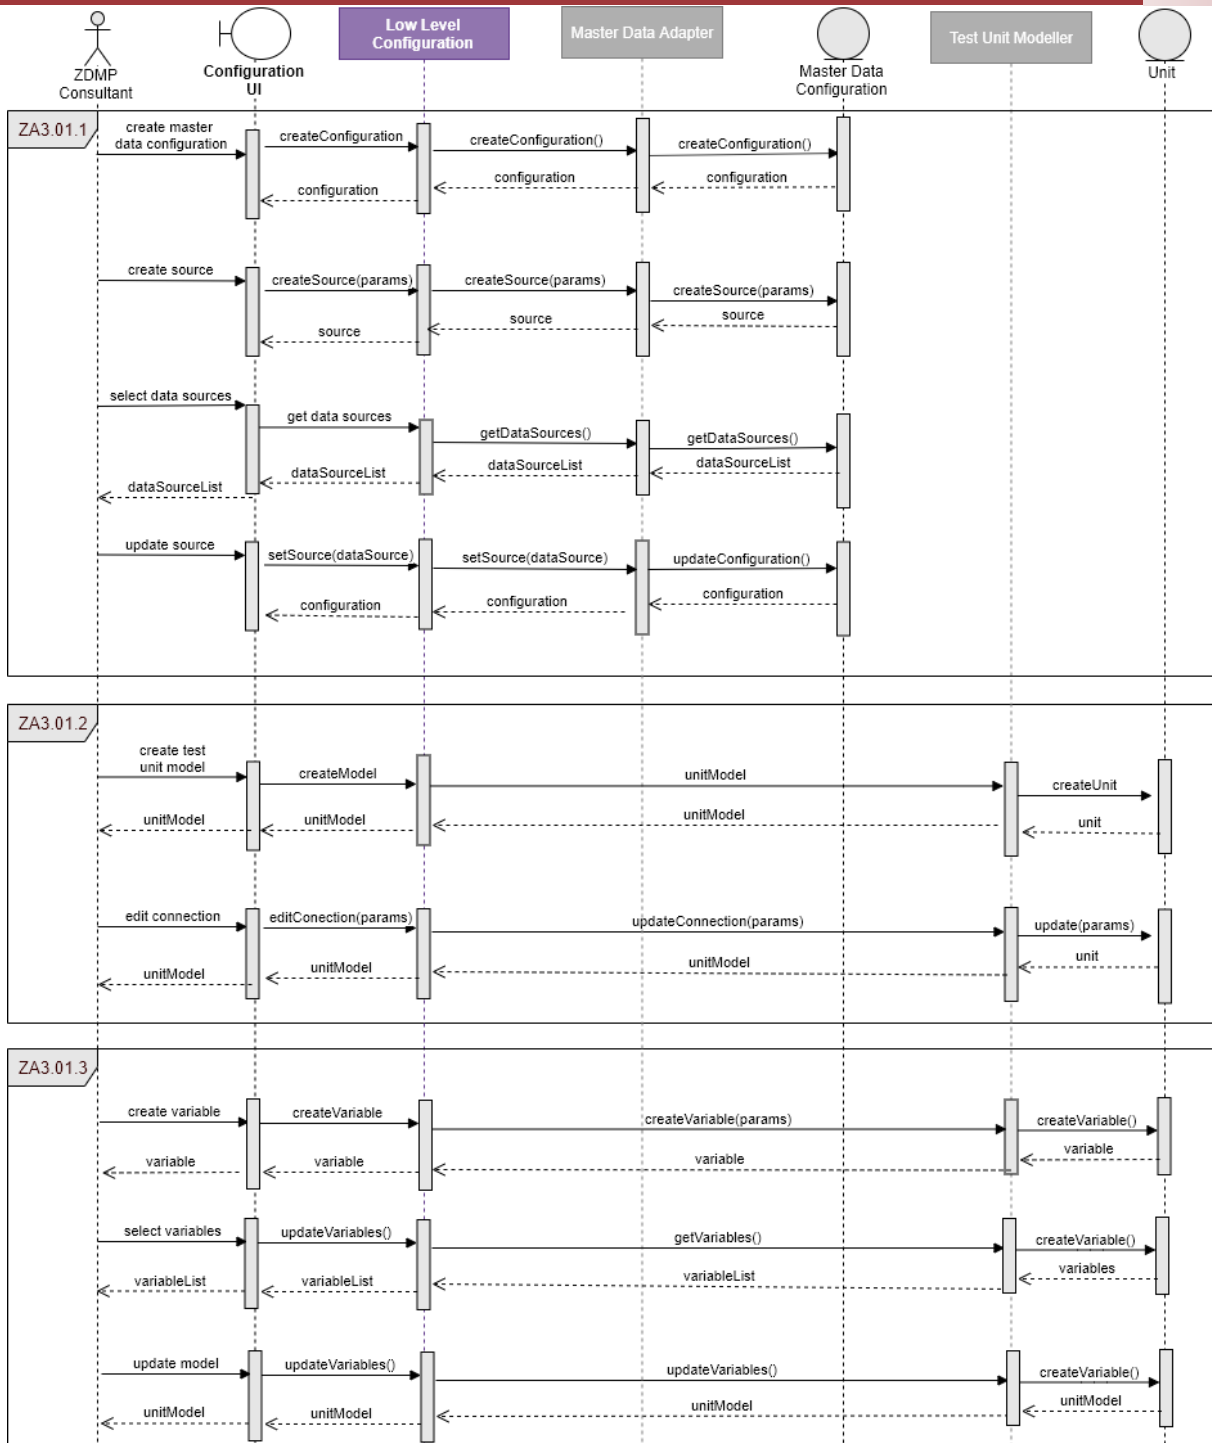 ZDMP
Consultant
Configuration
UI
Low Level
Configuration
Master Data Adapter
Master Data
Configuration
Test Unit Modeller
Unit
ZA3.01.1
create master
data configuration
createConfiguration
createConfiguration()
createConfiguration()
configuration
configuration
configuration
create source
createSource(params)
createSource(params)
createSource(params)
source
source
source
select data sources
get data sources
getDataSources()
getDataSources()
dataSourceList
dataSourceList
dataSourceList
dataSourceList
update source
setSource(dataSource)
setSource(dataSource)
updateConfiguration()
configuration
configuration
configuration
ZA3.01.2
create test
unit model
createModel
unitModel
createUnit
unitModel
unitModel
unitModel
unit
edit connection
editConection(params)
updateConnection(params)
update(params)
unitModel
unitModel
unitModel
unit
ZA3.01.3
create variable
createVariable
createVariable(params)
createVariable()
variable
variable
variable
variable
select variables
updateVariables()
getVariables()
createVariable()
variableList
variableList
variableList
variables
update model
updateVariables()
updateVariables()
createVariable()
unitModel
unitModel
unitModel
unitModel